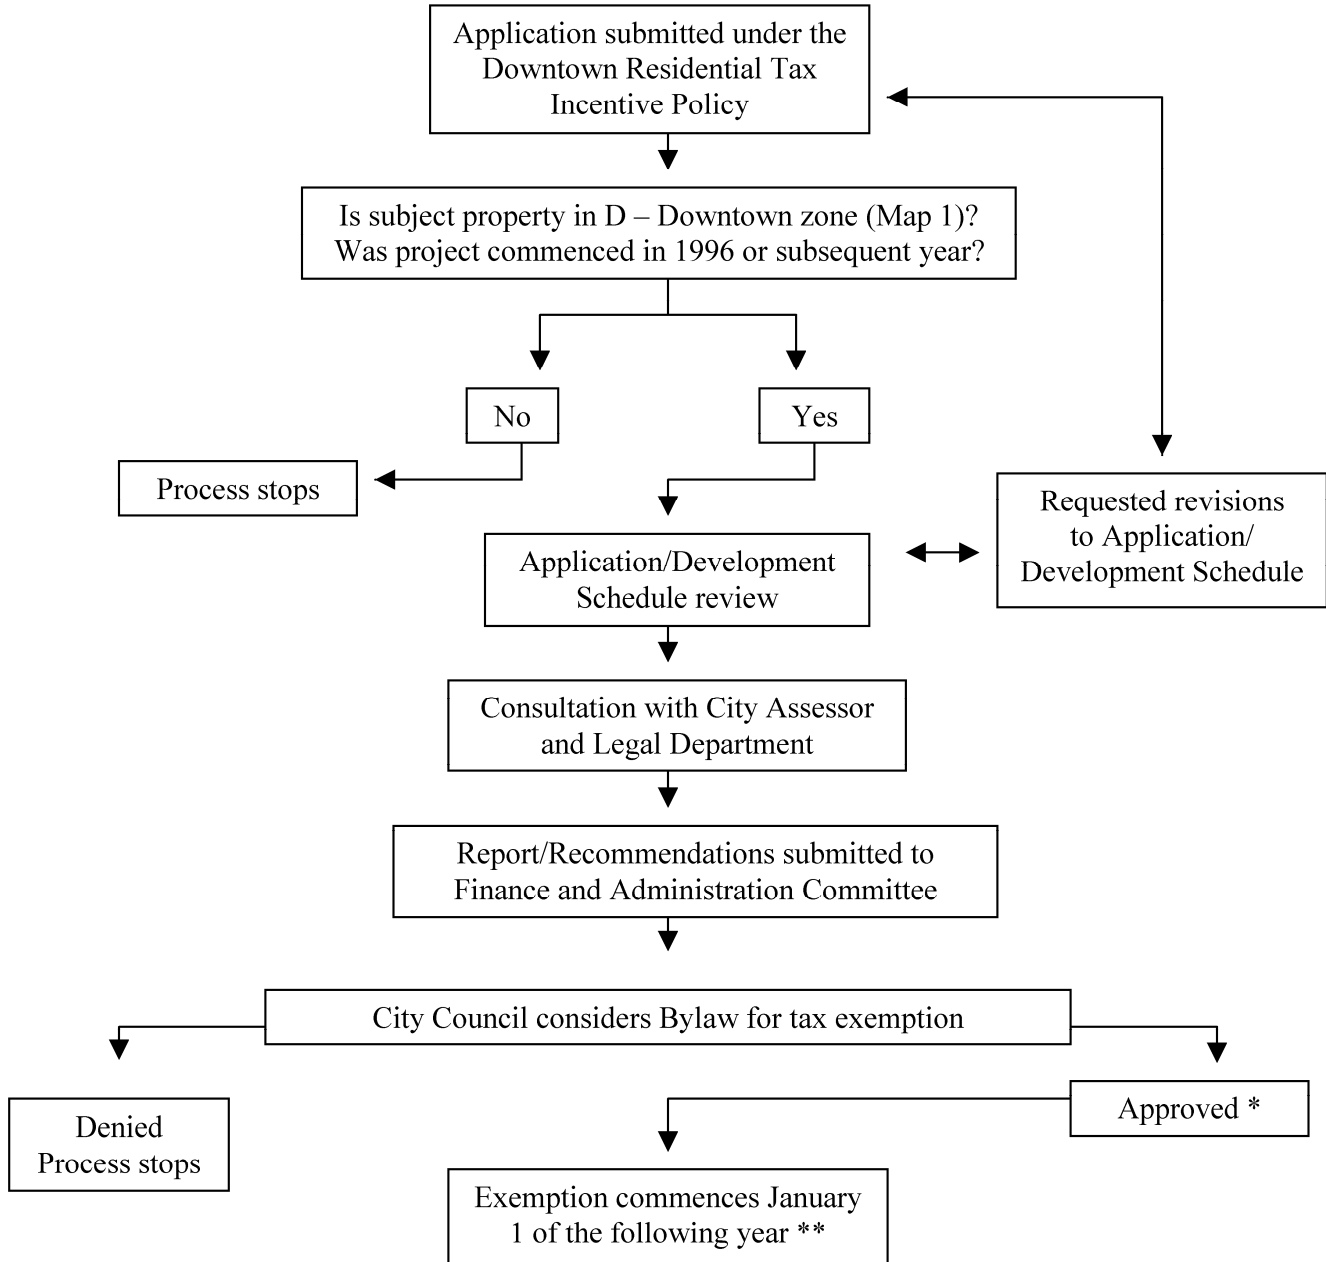 Application submitted under the
Downtown Residential Tax
Incentive Policy
Is subject property in D – Downtown zone (Map 1)?
Was project commenced in 1996 or subsequent year?
No
Yes
Process stops
Requested revisions
to Application/
Development Schedule
Application/Development
Schedule review
Consultation with City Assessor
and Legal Department
Report/Recommendations submitted to
Finance and Administration Committee
City Council considers Bylaw for tax exemption
Denied
Process stops
Approved *
Exemption commences January
1 of the following year **